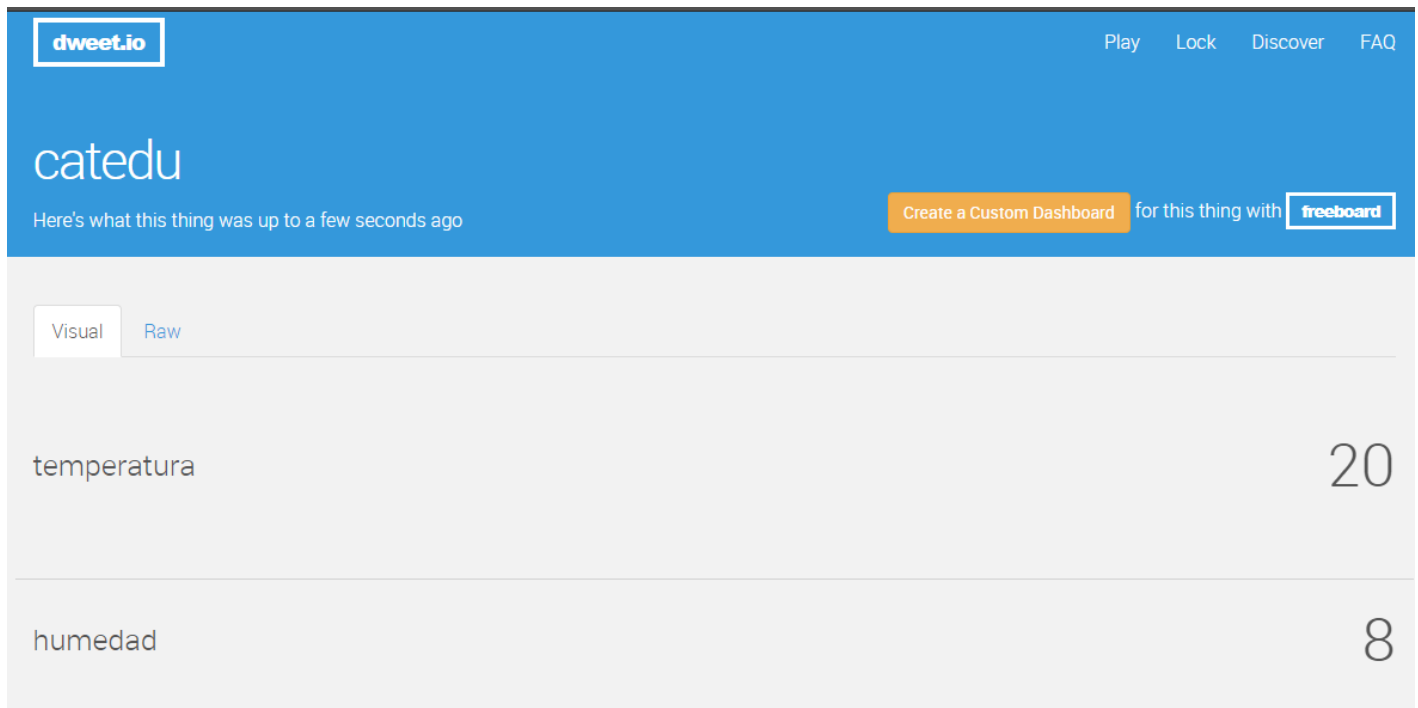 dweet.io
Play Lock Discover FAQ
catedu
Here's what this thing was up to a few seconds ago
Create a Custom Dashboard for this thing with freeboard
Visual Raw
temperatura 20
humedad 8